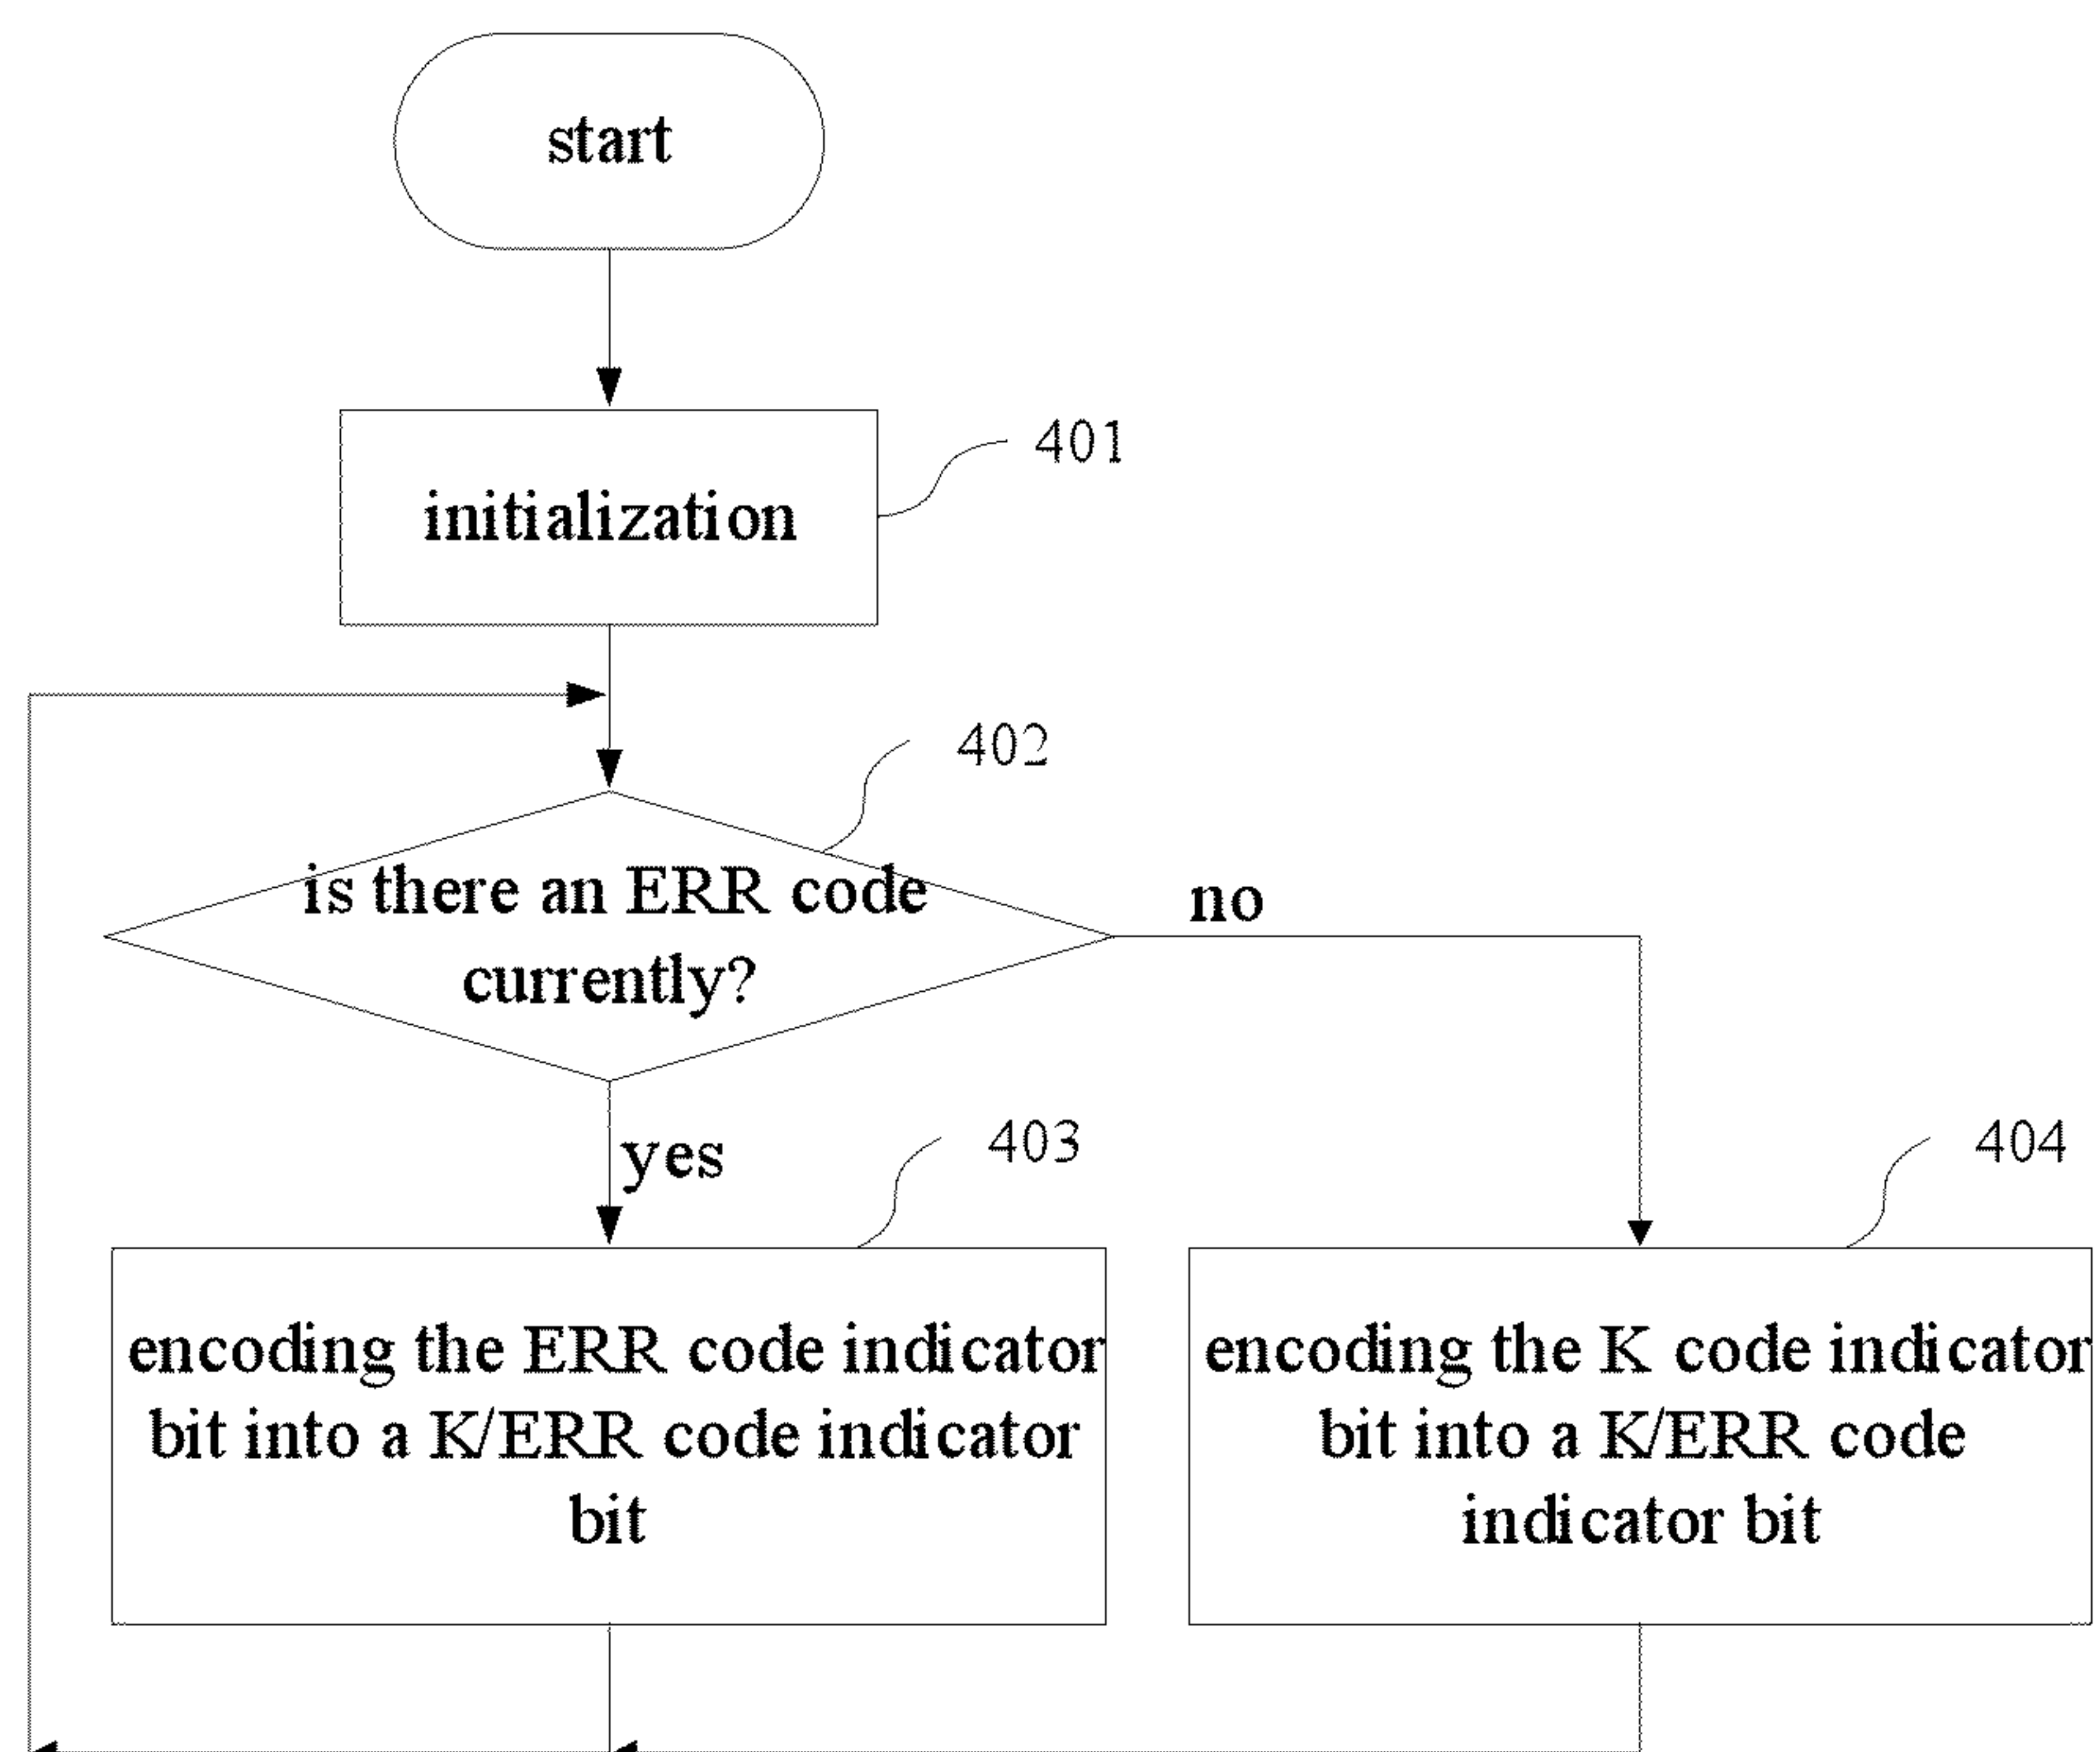 start
401
initialization
402
is there an ERR code
currently?
no
yes
403
404
encoding the ERR code indicator
bit into a K/ERR code indicator
bit
encoding the K code indicator
bit into a K/ERR code
indicator bit